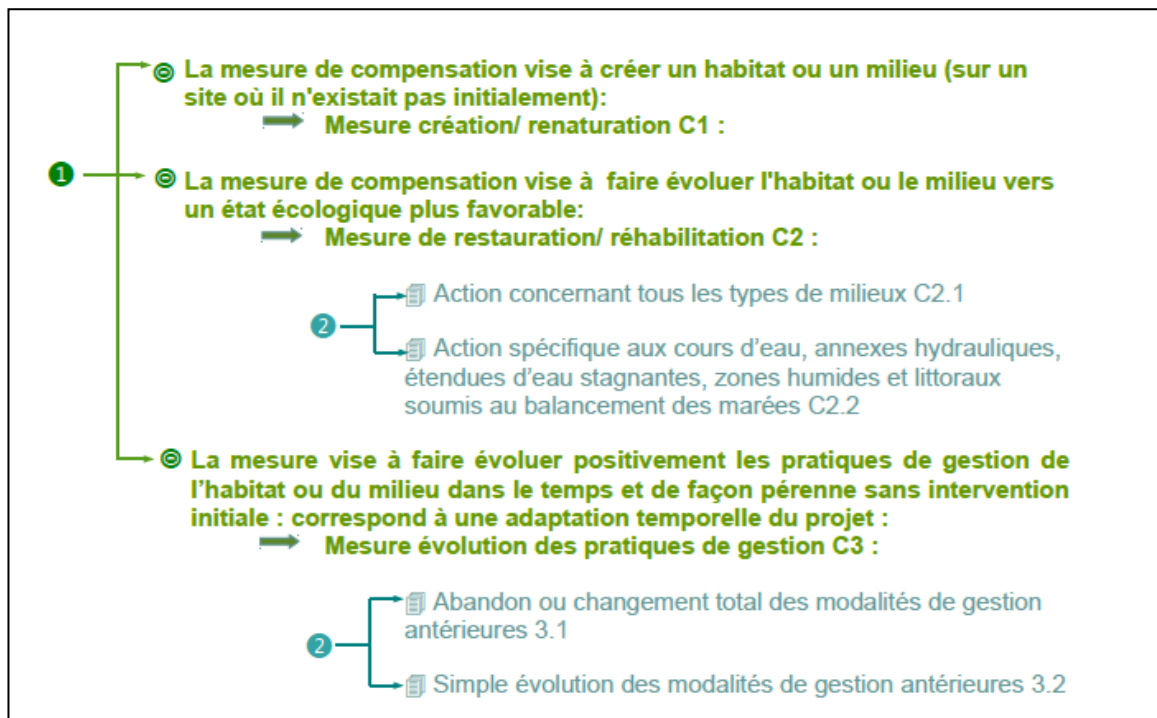 La mesure de compensation vise à créer un habitat ou un milieu (sur un
site où il n'existait pas initialement):
Mesure création/ renaturation C1 :
1
La mesure de compensation vise à faire évoluer l'habitat ou le milieu vers
un état écologique plus favorable:
Mesure de restauration/ réhabilitation C2 :
Action concernant tous les types de milieux C2.1
2
Action spécifique aux cours d’eau, annexes hydrauliques,
étendues d’eau stagnantes, zones humides et littoraux
soumis au balancement des marées C2.2
La mesure vise à faire évoluer positivement les pratiques de gestion de
l’habitat ou du milieu dans le temps et de façon pérenne sans intervention
initiale : correspond à une adaptation temporelle du projet :
Mesure évolution des pratiques de gestion C3 :
Abandon ou changement total des modalités de gestion
antérieures 3.1
2
Simple évolution des modalités de gestion antérieures 3.2